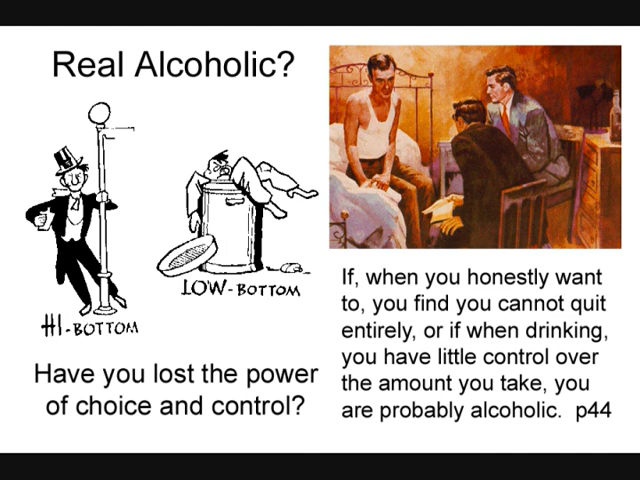 Real Alcoholic?
HI-BOTTOM
LOW-BOTTOM
Have you lost the power
of choice and control?
If, when you honestly want
to, you find you cannot quit
entirely, or if when drinking,
you have little control over
the amount you take, you
are probably alcoholic.  p44